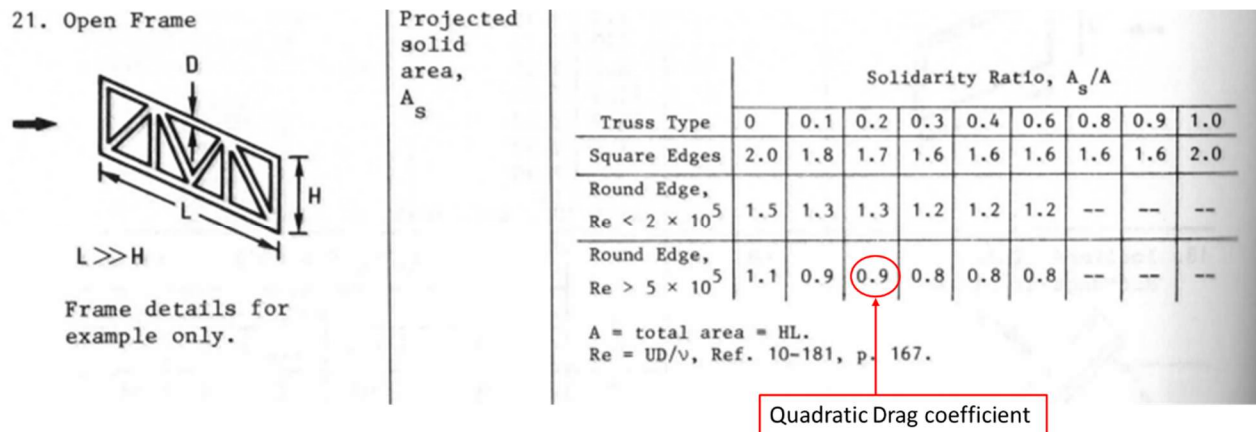 21. Open Frame
D
L
H
L>>H
Frame details for
example only.
Projected
solid
area,
A_s
Solidarity Ratio, A_s/A
Truss Type 0 0.1 0.2 0.3 0.4 0.6 0.8 0.9 1.0
Square Edges 2.0 1.8 1.7 1.6 1.6 1.6 1.6 1.6 2.0
Round Edge,
Re < 2 × 10^5 1.5 1.3 1.3 1.2 1.2 1.2 -- -- --
Round Edge,
Re > 5 × 10^5 1.1 0.9 0.9 0.8 0.8 0.8 -- -- --
A = total area = HL.
Re = UD/ν, Ref. 10-181, p. 167.
Quadratic Drag coefficient